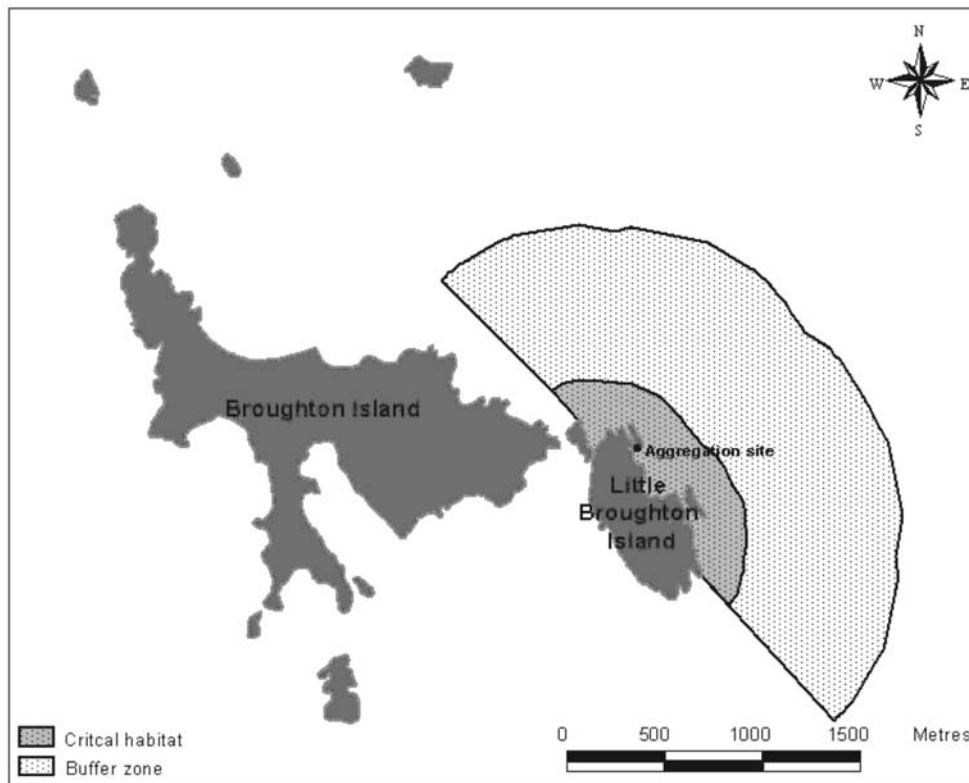 N
W E
S
Broughton Island
Aggregation site
Little
Broughton
Island
0 500 1000 1500 Metres
Critcal habitat
Buffer zone